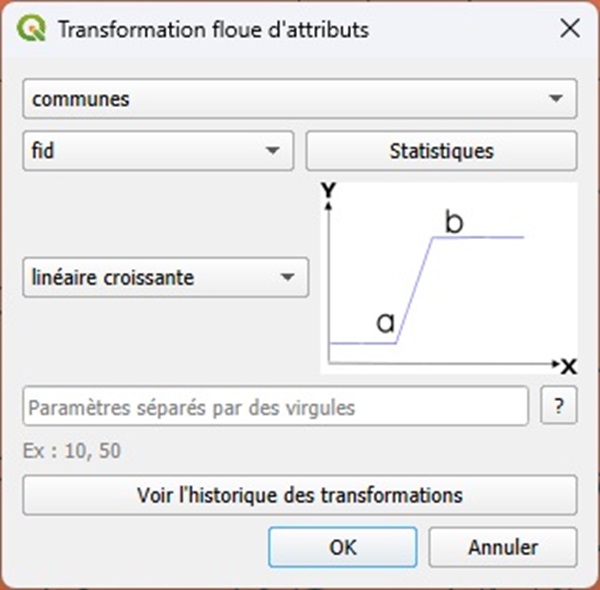 Transformation floue d'attributs
communes
fid
Statistiques
linéaire croissante
Y
b
a
X
Paramètres séparés par des virgules
?
Ex : 10, 50
Voir l'historique des transformations
OK
Annuler